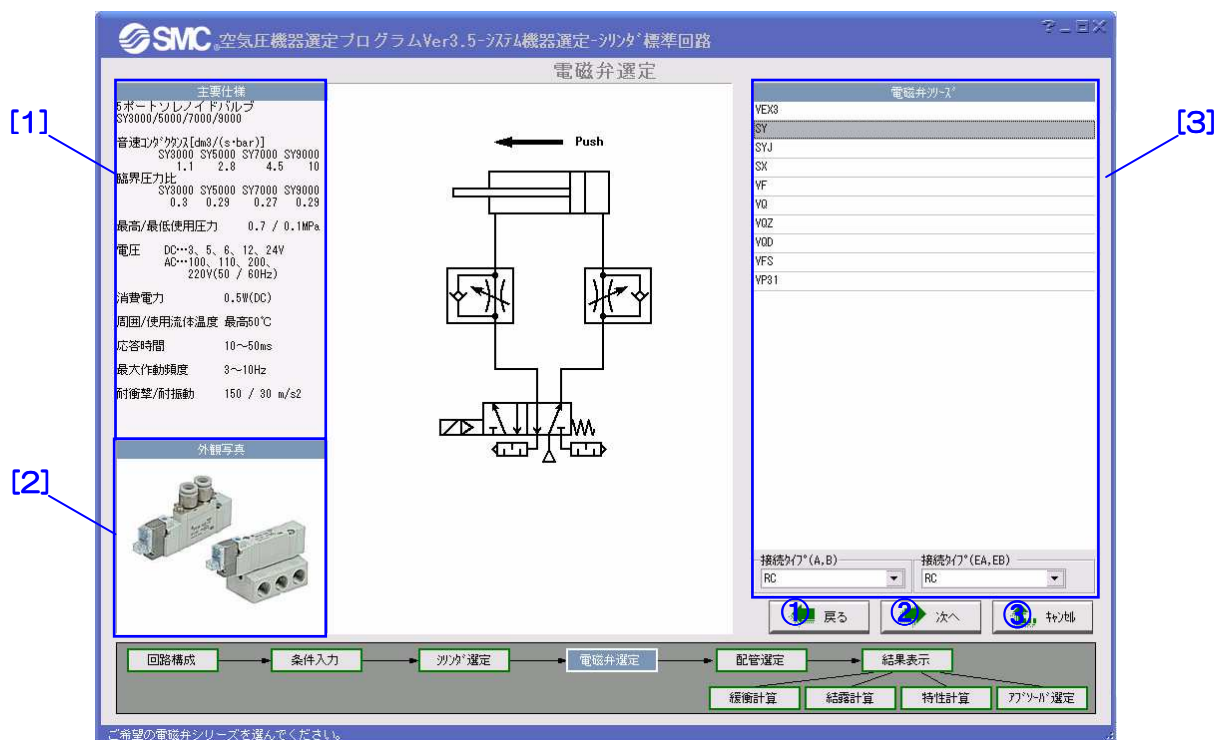 SMC 空気圧機器選定プログラムVer3.5-システム機器選定-シリンダ標準回路
電磁弁選定
[1]
主要仕様
5ポートソレノイドバルブ
SY3000/5000/7000/9000
音速コンダクタンス[dm3/(s・bar)]
SY3000 SY5000 SY7000 SY9000
1.1 2.8 4.5 10
臨界圧力比
SY3000 SY5000 SY7000 SY9000
0.3 0.29 0.27 0.29
最高/最低使用圧力 0.7 / 0.1MPa
電圧 DC…3、5、6、12、24V
AC…100、110、200、
220V(50 / 60Hz)
消費電力 0.5W(DC)
周囲/使用流体温度 最高50℃
応答時間 10～50ms
最大作動頻度 3～10Hz
耐衝撃/耐振動 150 / 30 m/s2
[2]
外観写真
Push
[3]
電磁弁シリーズ
VEX3
SY
SYJ
SX
VF
VQ
VQZ
VQD
VFS
VP31
接続タイプ(A,B) 接続タイプ(EA,EB)
RC RC
① 戻る ② 次へ ③ キャンセル
回路構成 条件入力 シリンダ選定 電磁弁選定 配管選定 結果表示
緩衝計算 結露計算 特性計算 アブソーバ選定
ご希望の電磁弁シリーズを選んでください。